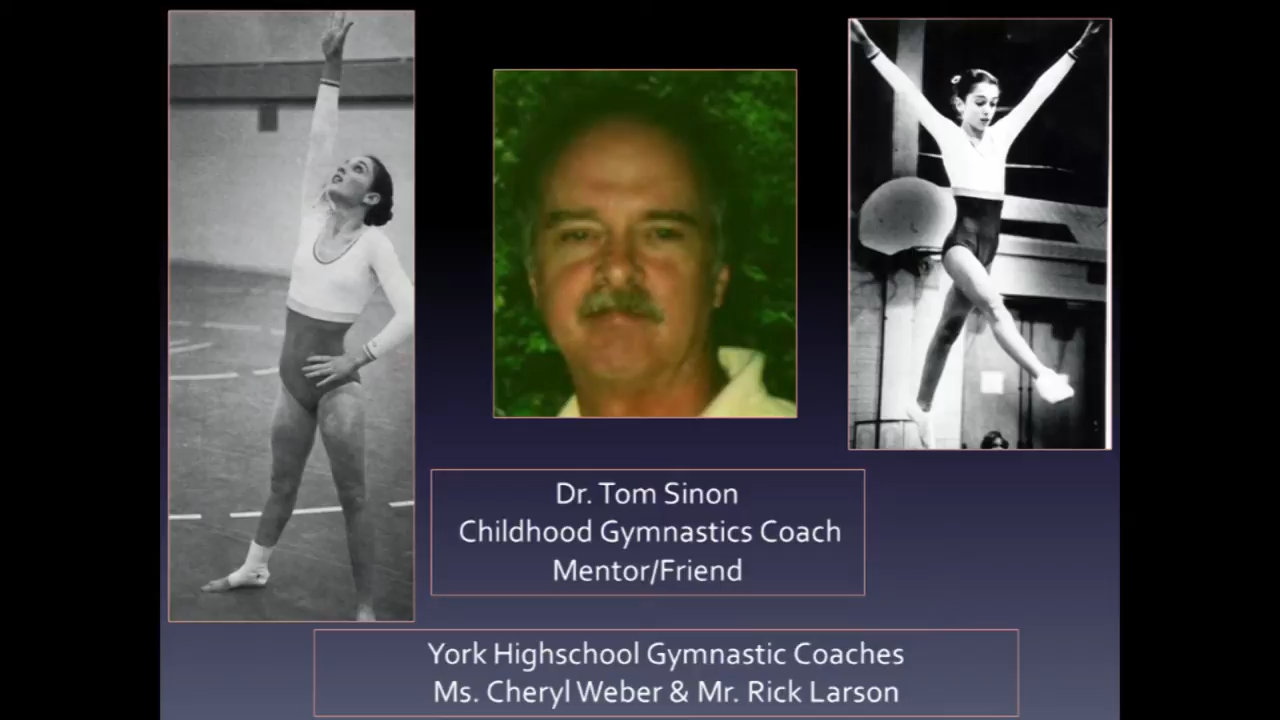 Dr. Tom Sinon
Childhood Gymnastics Coach
Mentor/Friend
York Highschool Gymnastic Coaches
Ms. Cheryl Weber & Mr. Rick Larson